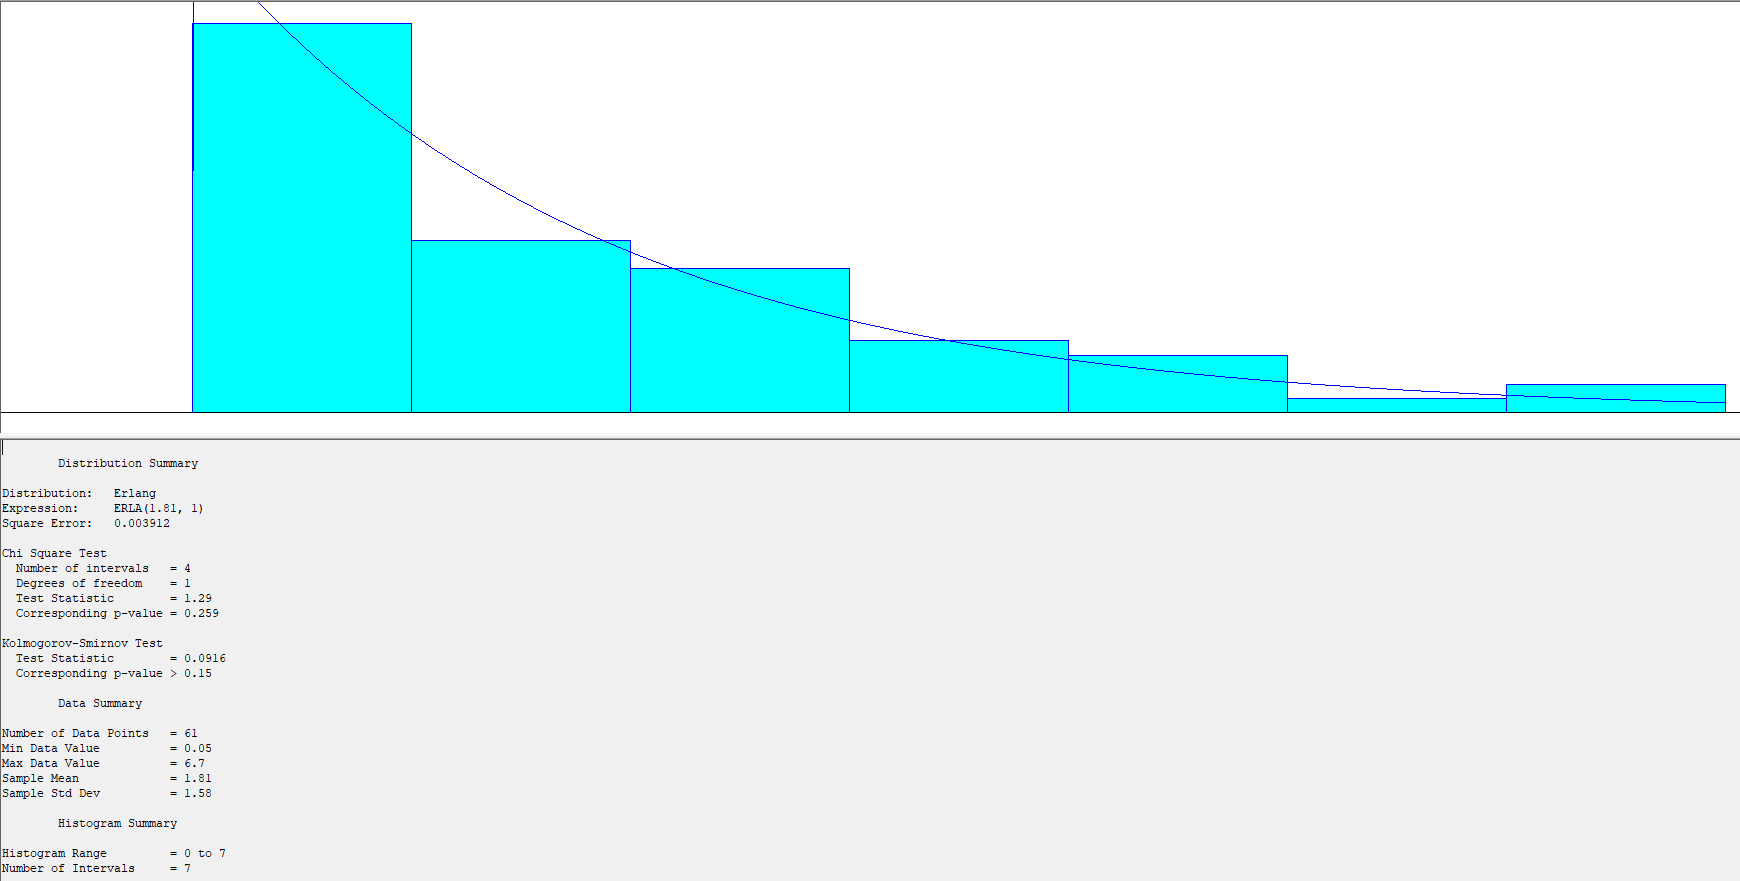 Distribution Summary
Distribution: Erlang
Expression: ERLA(1.81, 1)
Square Error: 0.003912
Chi Square Test
Number of intervals = 4
Degrees of freedom = 1
Test Statistic = 1.29
Corresponding p-value = 0.259
Kolmogorov-Smirnov Test
Test Statistic = 0.0916
Corresponding p-value > 0.15
Data Summary
Number of Data Points = 61
Min Data Value = 0.05
Max Data Value = 6.7
Sample Mean = 1.81
Sample Std Dev = 1.58
Histogram Summary
Histogram Range = 0 to 7
Number of Intervals = 7